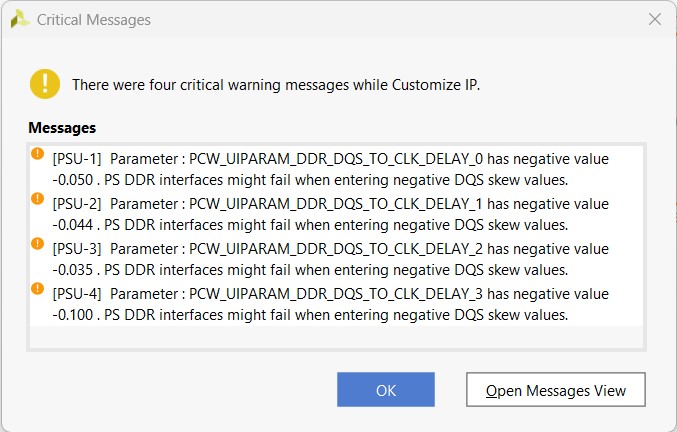 Critical Messages
There were four critical warning messages while Customize IP.
Messages
[PSU-1]  Parameter : PCW_UIPARAM_DDR_DQS_TO_CLK_DELAY_0 has negative value
-0.050 . PS DDR interfaces might fail when entering negative DQS skew values.
[PSU-2]  Parameter : PCW_UIPARAM_DDR_DQS_TO_CLK_DELAY_1 has negative value
-0.044 . PS DDR interfaces might fail when entering negative DQS skew values.
[PSU-3]  Parameter : PCW_UIPARAM_DDR_DQS_TO_CLK_DELAY_2 has negative value
-0.035 . PS DDR interfaces might fail when entering negative DQS skew values.
[PSU-4]  Parameter : PCW_UIPARAM_DDR_DQS_TO_CLK_DELAY_3 has negative value
-0.100 . PS DDR interfaces might fail when entering negative DQS skew values.
OK
Open Messages View